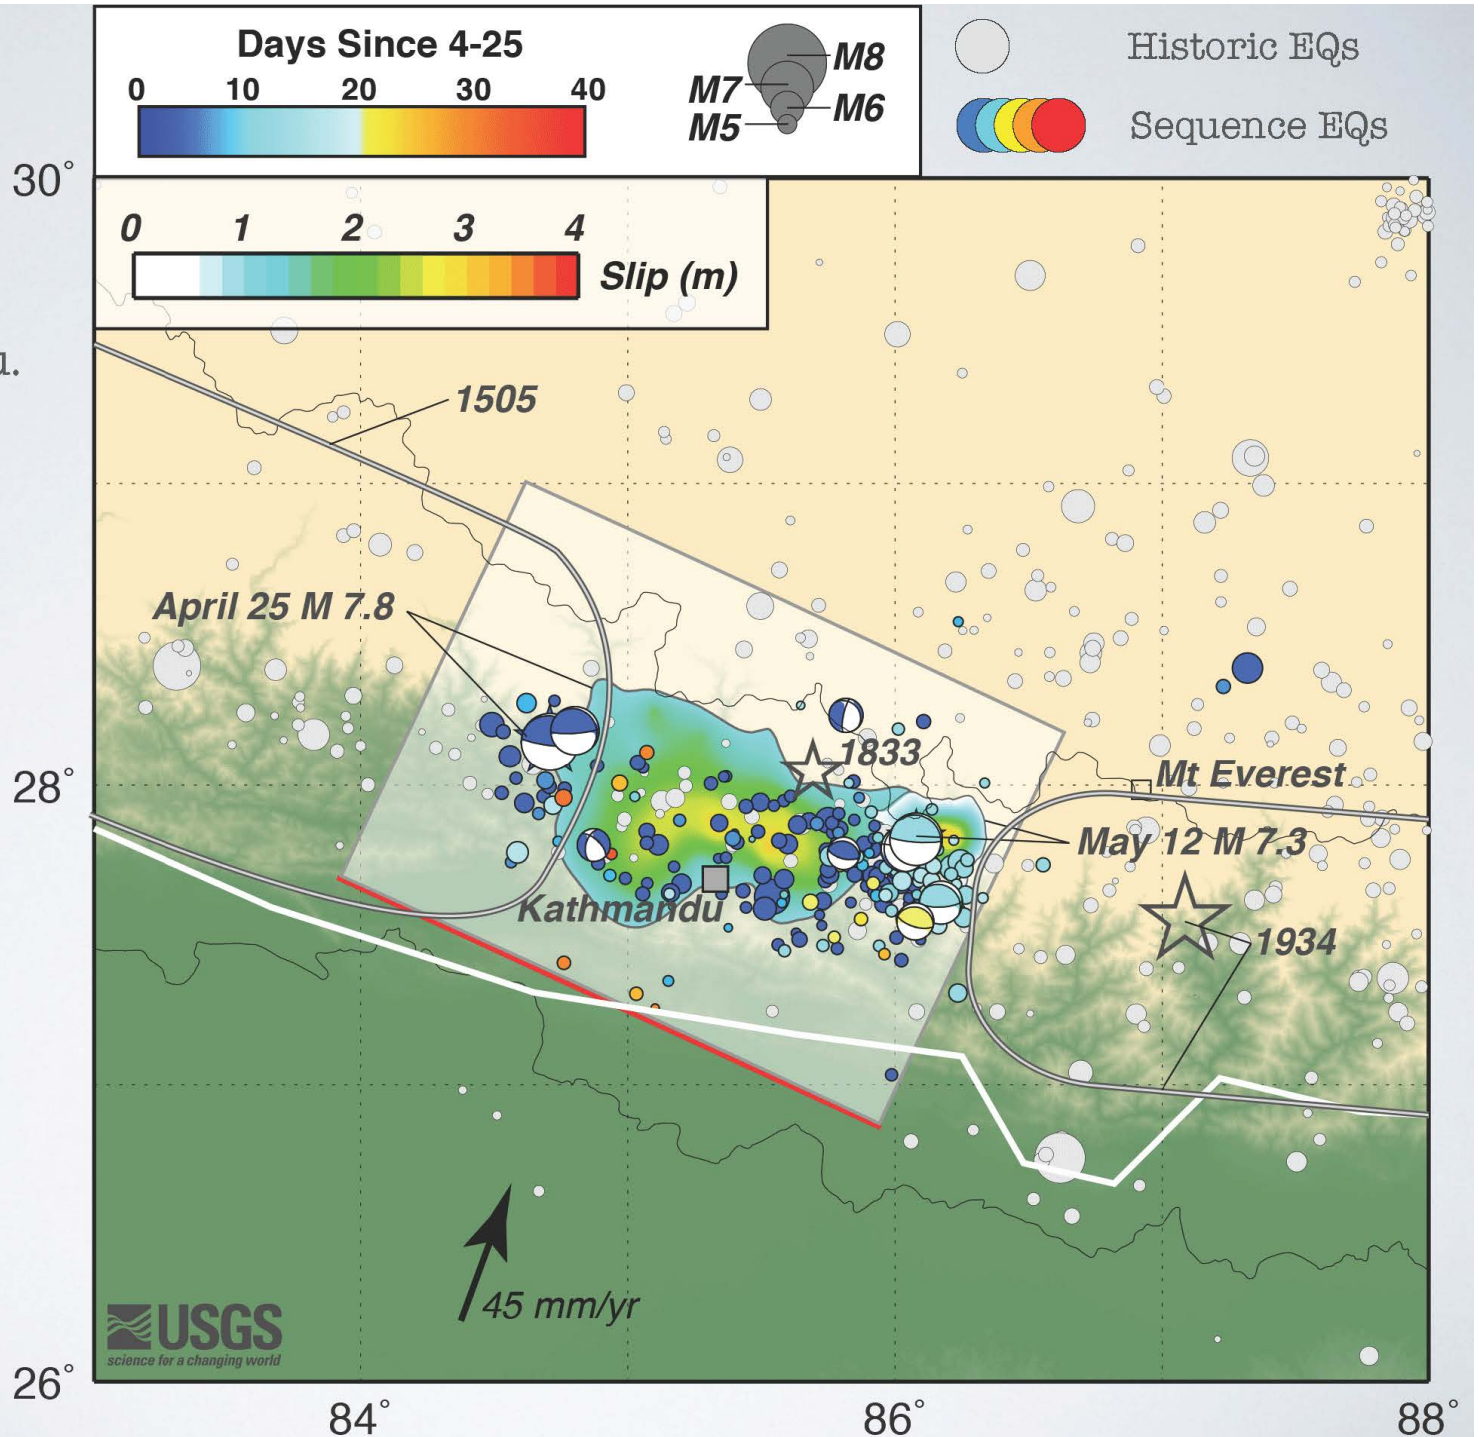 Days Since 4-25
0 10 20 30 40
M8
M7
M6
M5
Historic EQs
Sequence EQs
30°
0 1 2 3 4
Slip (m)
1505
April 25 M 7.8
1833
28°
Mt Everest
May 12 M 7.3
Kathmandu
1934
45 mm/yr
USGS
science for a changing world
26°
84° 86° 88°